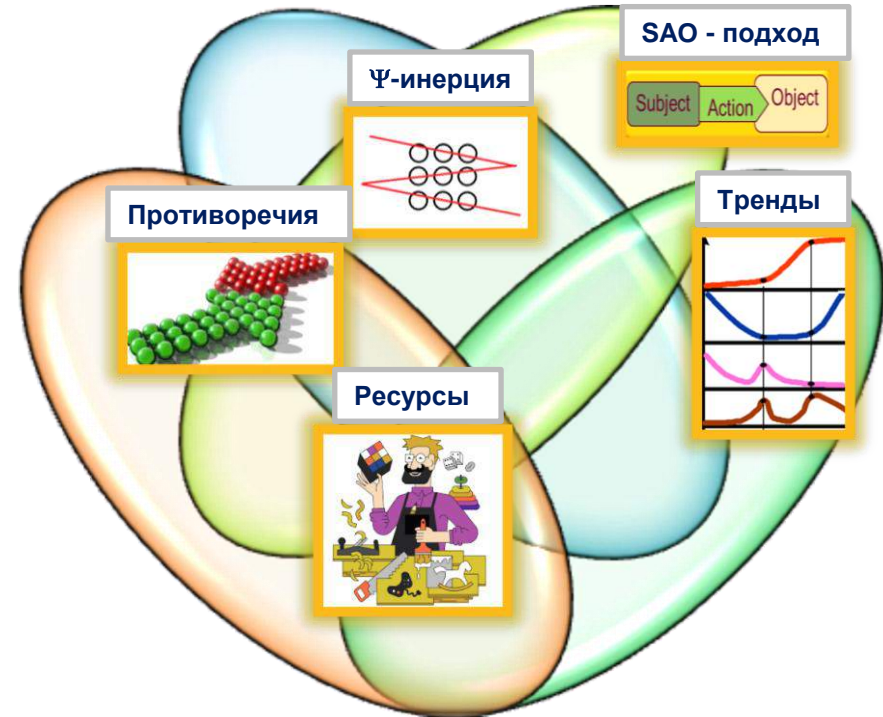 SAO - подход
Subject Action Object
Ψ-инерция
Противоречия
Тренды
Ресурсы